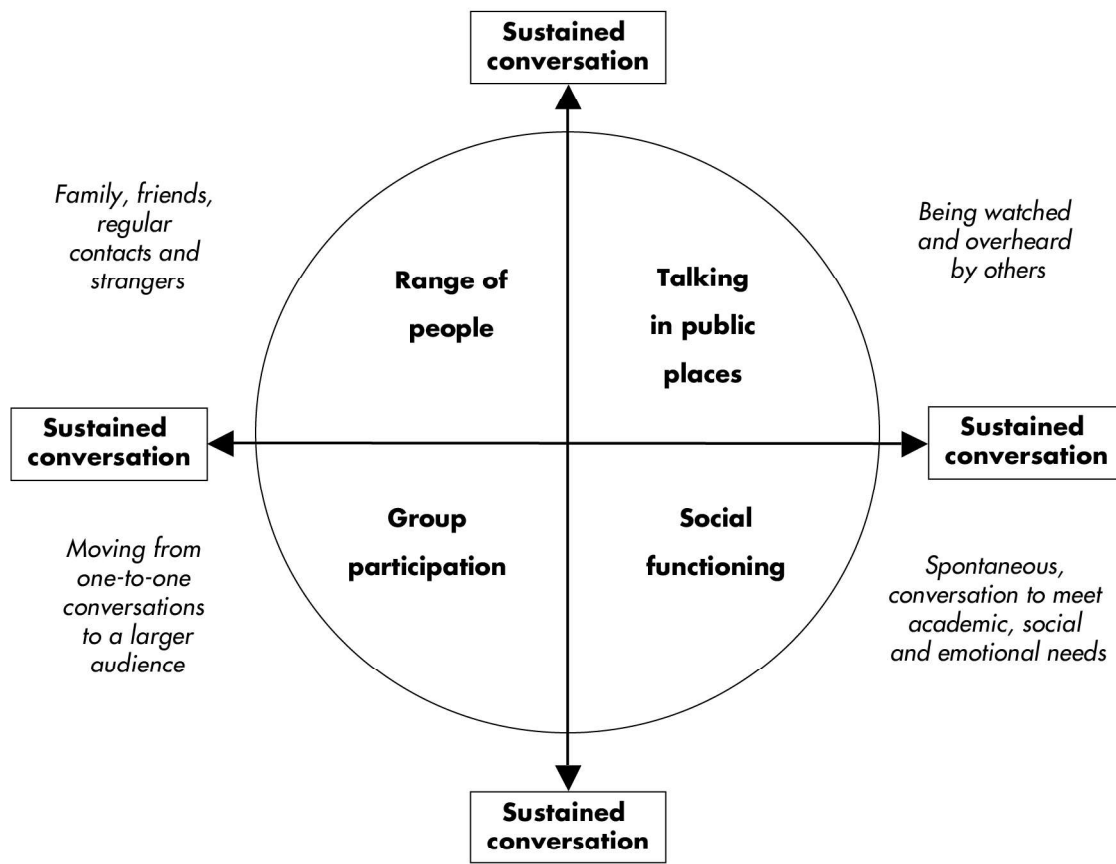 Sustained
conversation
Family, friends,
regular
contacts and
strangers
Being watched
and overheard
by others
Range of
people
Talking
in public
places
Sustained
conversation
Sustained
conversation
Group
participation
Social
functioning
Moving from
one-to-one
conversations
to a larger
audience
Spontaneous,
conversation to meet
academic, social
and emotional needs
Sustained
conversation